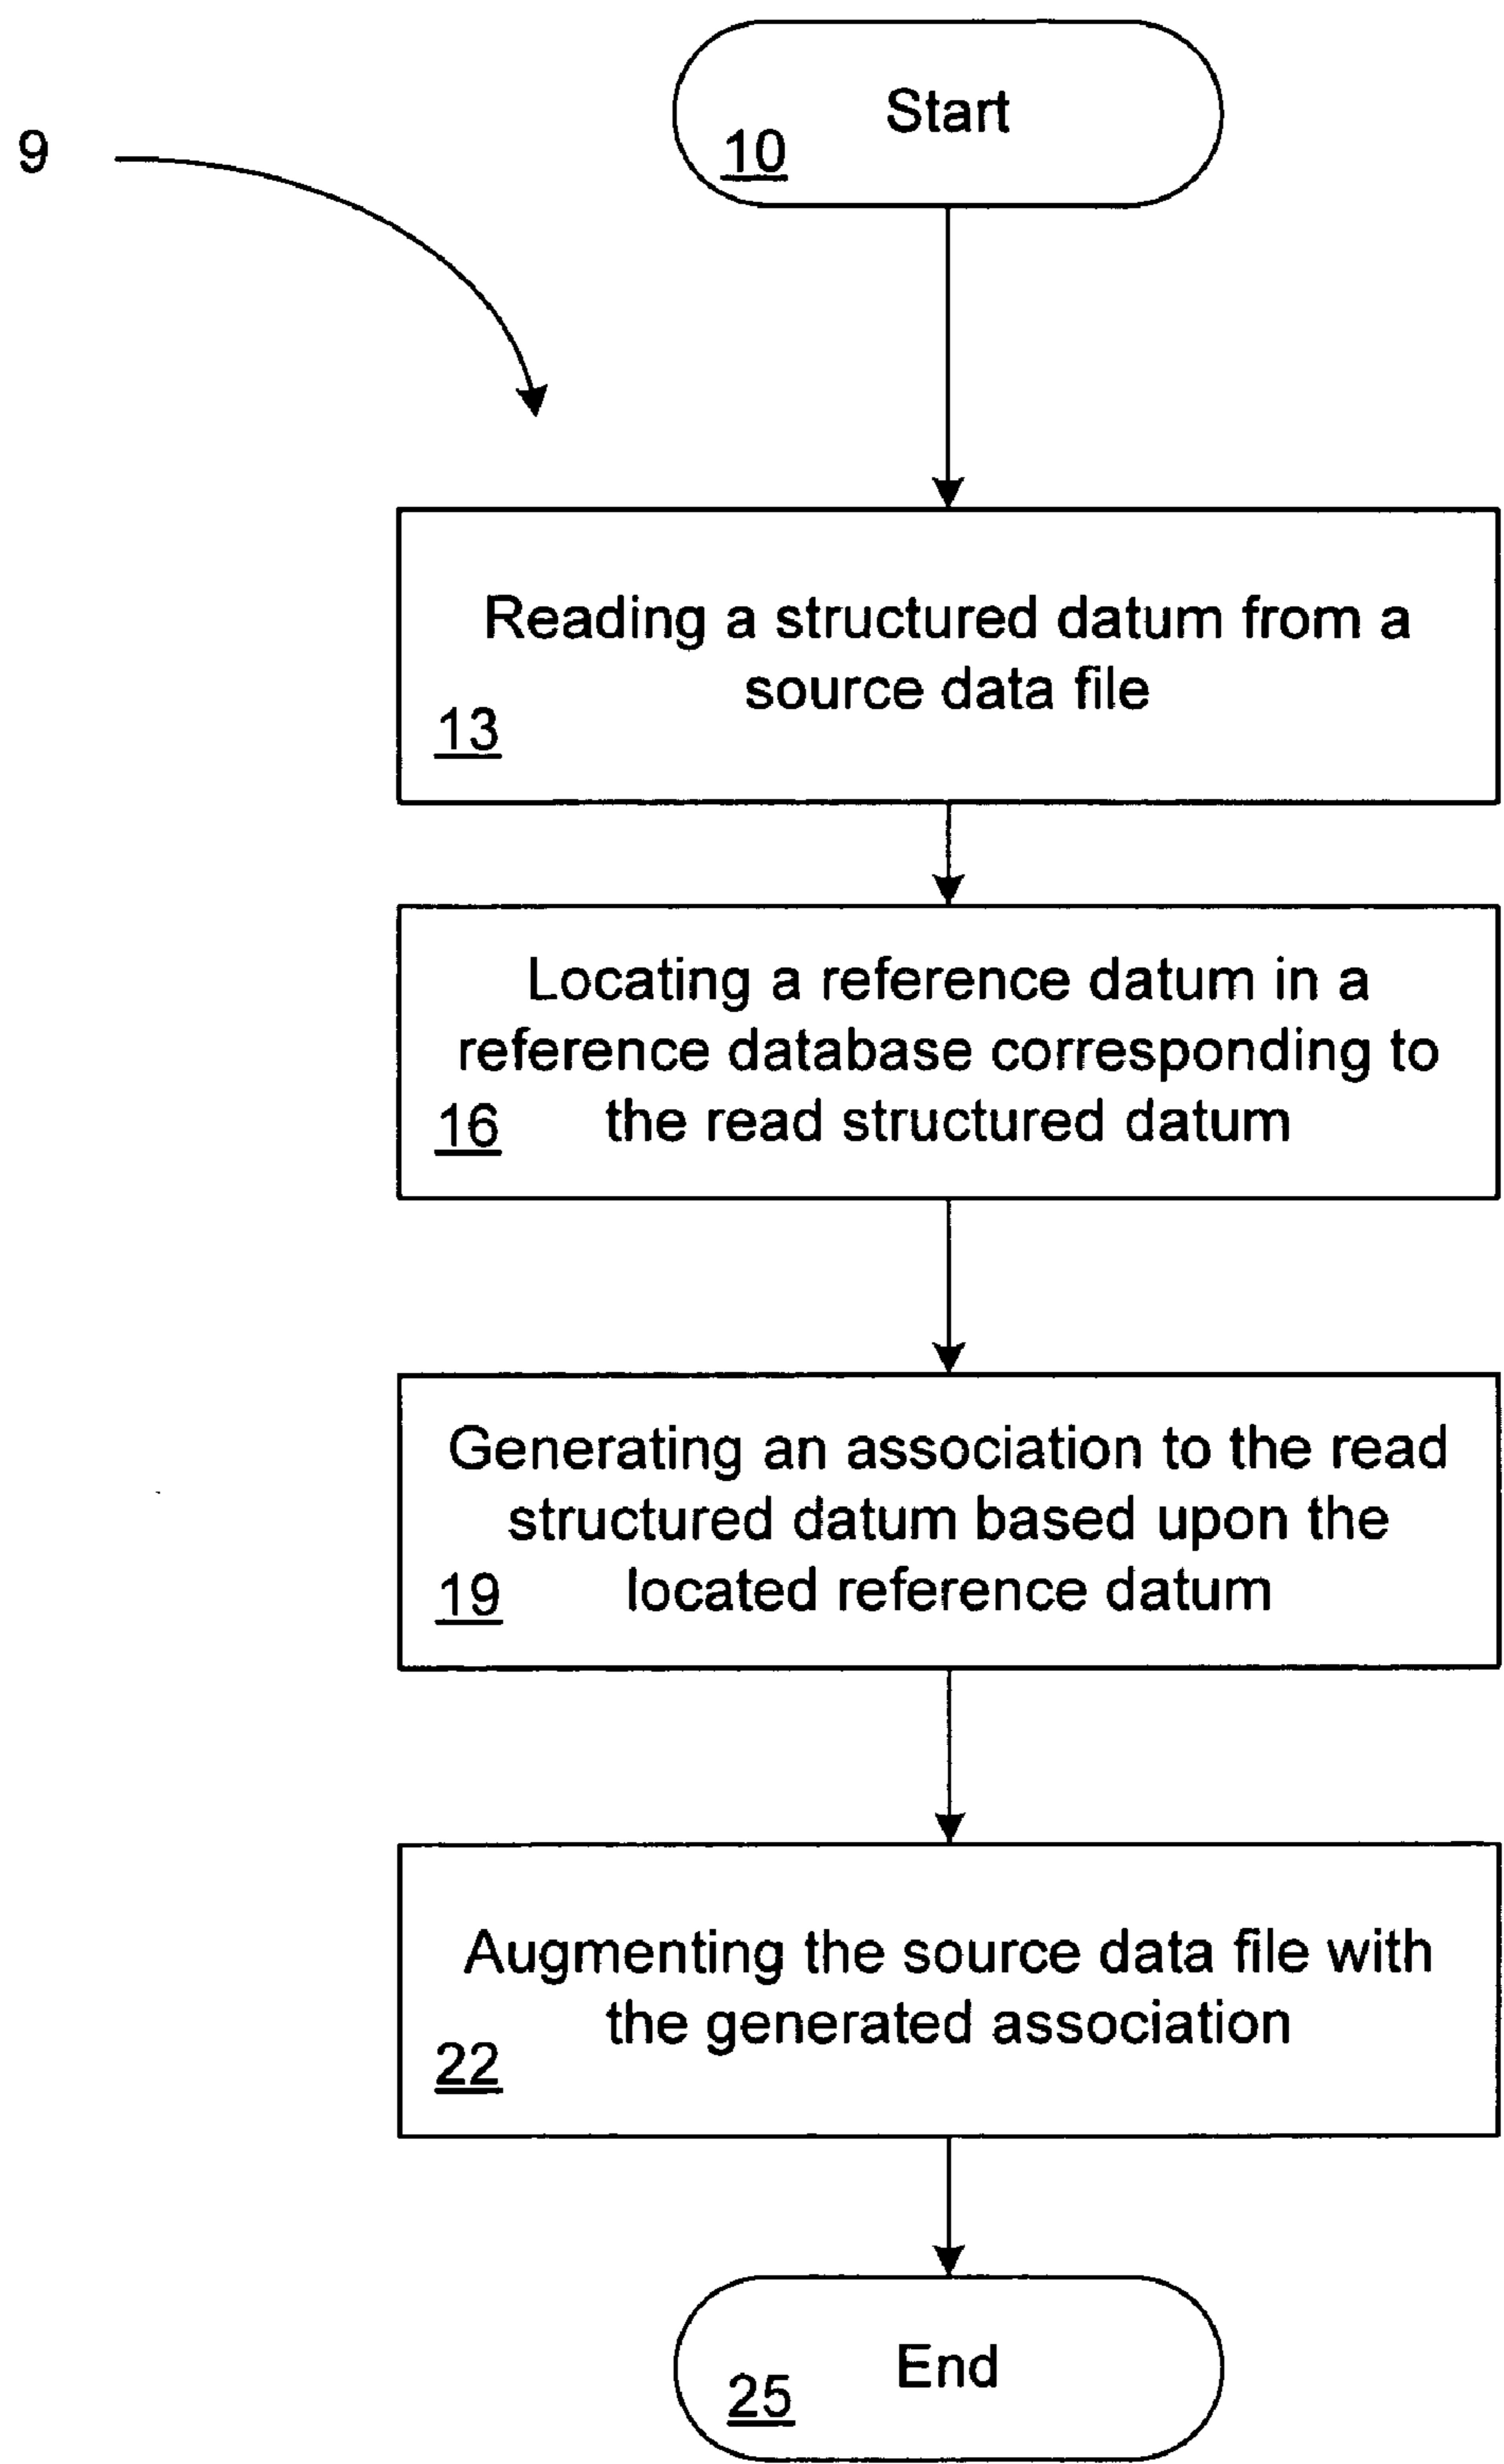 9
Start
10
Reading a structured datum from a
source data file
13
Locating a reference datum in a
reference database corresponding to
the read structured datum
16
Generating an association to the read
structured datum based upon the
located reference datum
19
Augmenting the source data file with
the generated association
22
End
25